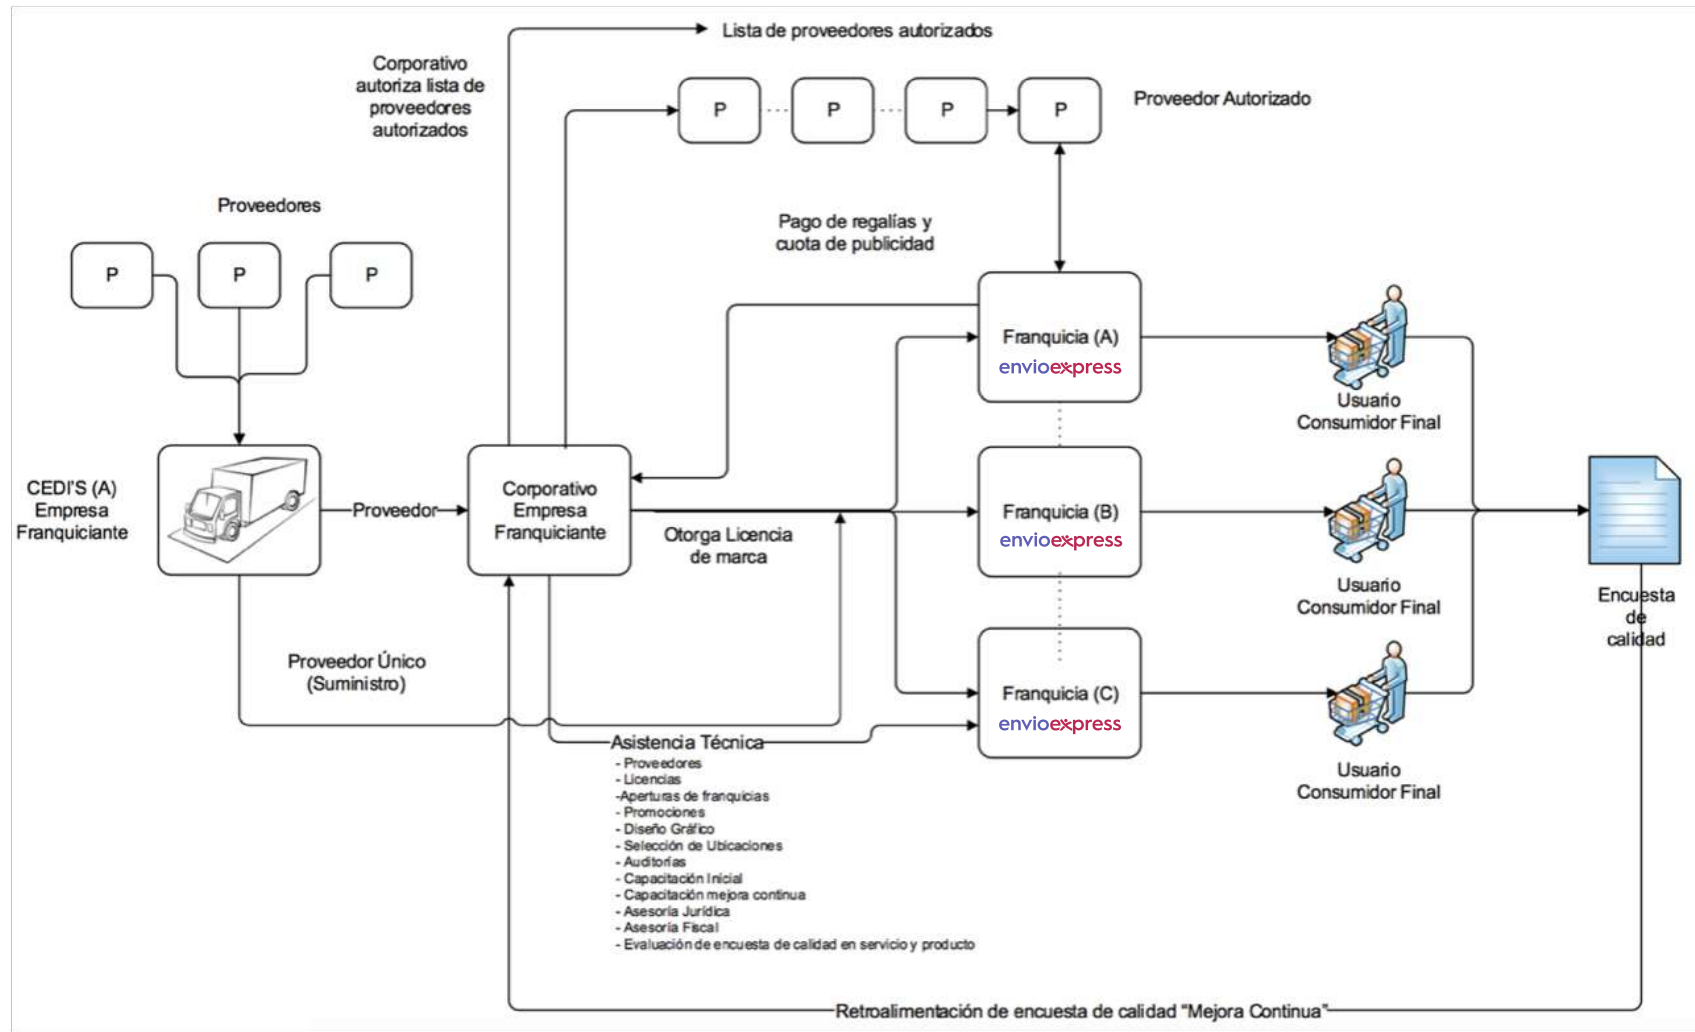 Lista de proveedores autorizados
Corporativo
autoriza lista de
proveedores
autorizados
P
P
P
P
Proveedor Autorizado
Proveedores
P
P
P
Pago de regalías y
cuota de publicidad
Franquicia (A)
envioexpress
Usuario
Consumidor Final
CEDI'S (A)
Empresa
Franquiciante
Proveedor
Corporativo
Empresa
Franquiciante
Otorga Licencia
de marca
Franquicia (B)
envioexpress
Usuario
Consumidor Final
Encuesta
de
calidad
Proveedor Único
(Suministro)
Franquicia (C)
envioexpress
Usuario
Consumidor Final
Asistencia Técnica
- Proveedores
- Licencias
-Aperturas de franquicias
- Promociones
- Diseño Gráfico
- Selección de Ubicaciones
- Auditorías
- Capacitación Inicial
- Capacitación mejora continua
- Asesoría Jurídica
- Asesoría Fiscal
- Evaluación de encuesta de calidad en servicio y producto
Retroalimentación de encuesta de calidad "Mejora Continua"